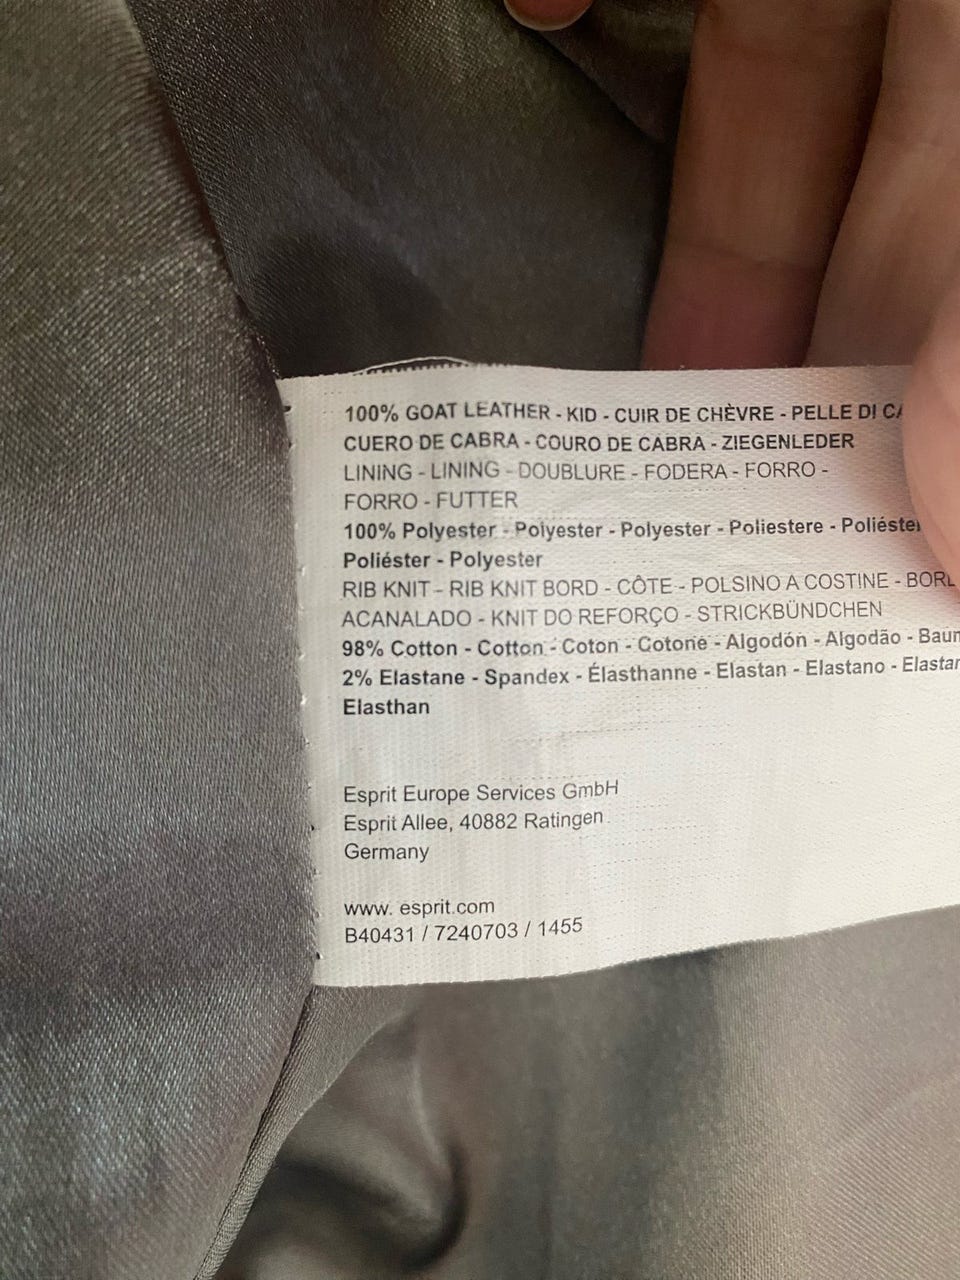 100% GOAT LEATHER - KID - CUIR DE CHÈVRE - PELLE DI
CUERO DE CABRA - COURO DE CABRA - ZIEGENLEDER
LINING - LINING - DOUBLURE - FODERA - FORRO -
FORRO - FUTTER
100% Polyester - Polyester - Polyester - Poliestere -
Poliéster - Polyester
RIB KNIT - RIB KNIT BORD - CÔTE - POLSINO A COSTINE -
ACANALADO - KNIT DO REFORÇO - STRICKBÜNDCHEN
98% Cotton - Cotton - Coton - Cotone - Algodón - Algodão -
2% Elastane - Spandex - Élasthanne - Elastan - Elastano -
Elasthan
Esprit Europe Services GmbH
Esprit Allee, 40882 Ratingen
Germany
www. esprit.com
B40431 / 7240703 / 1455